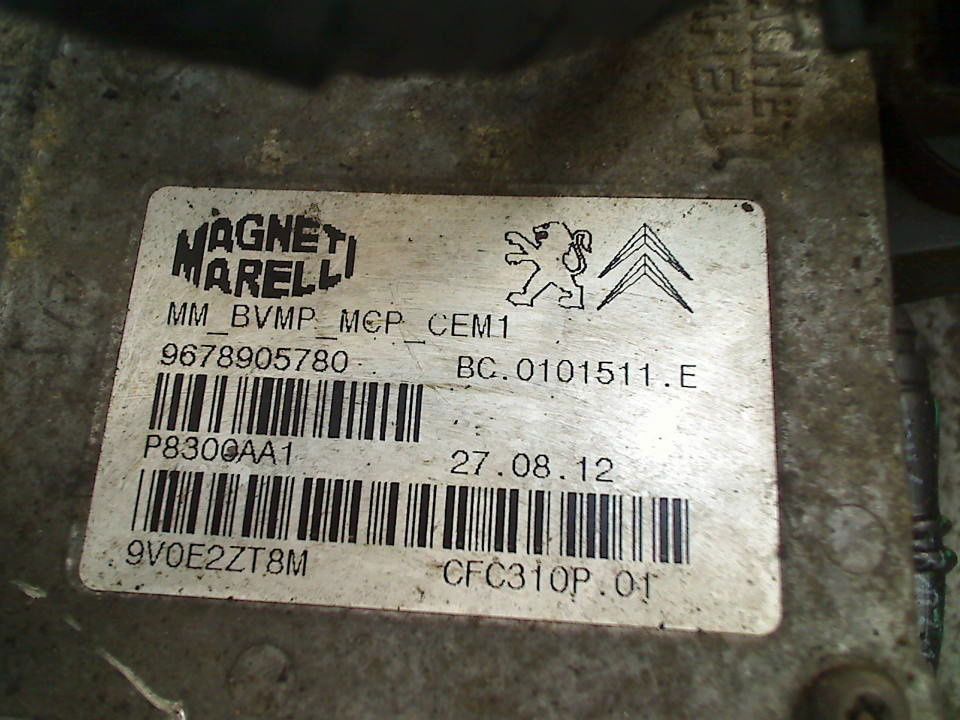 MAGNETI
MARELLI
MM_BVMP_MCP_CEM1
9678905780 BC.0101511.E
P8300AA1 27.08.12
9V0E2ZT8M CFC310P.01